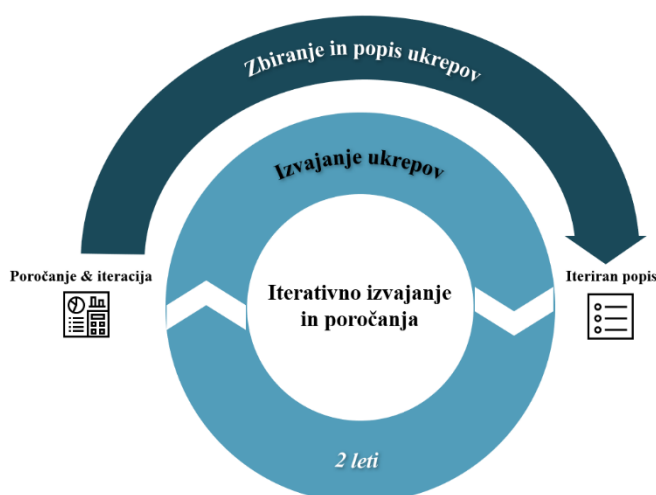 Zbiranje in popis ukrepov
Izvajanje ukrepov
Poročanje & iteracija
Iteriran popis
Iterativno izvajanje
in poročanja
2 leti